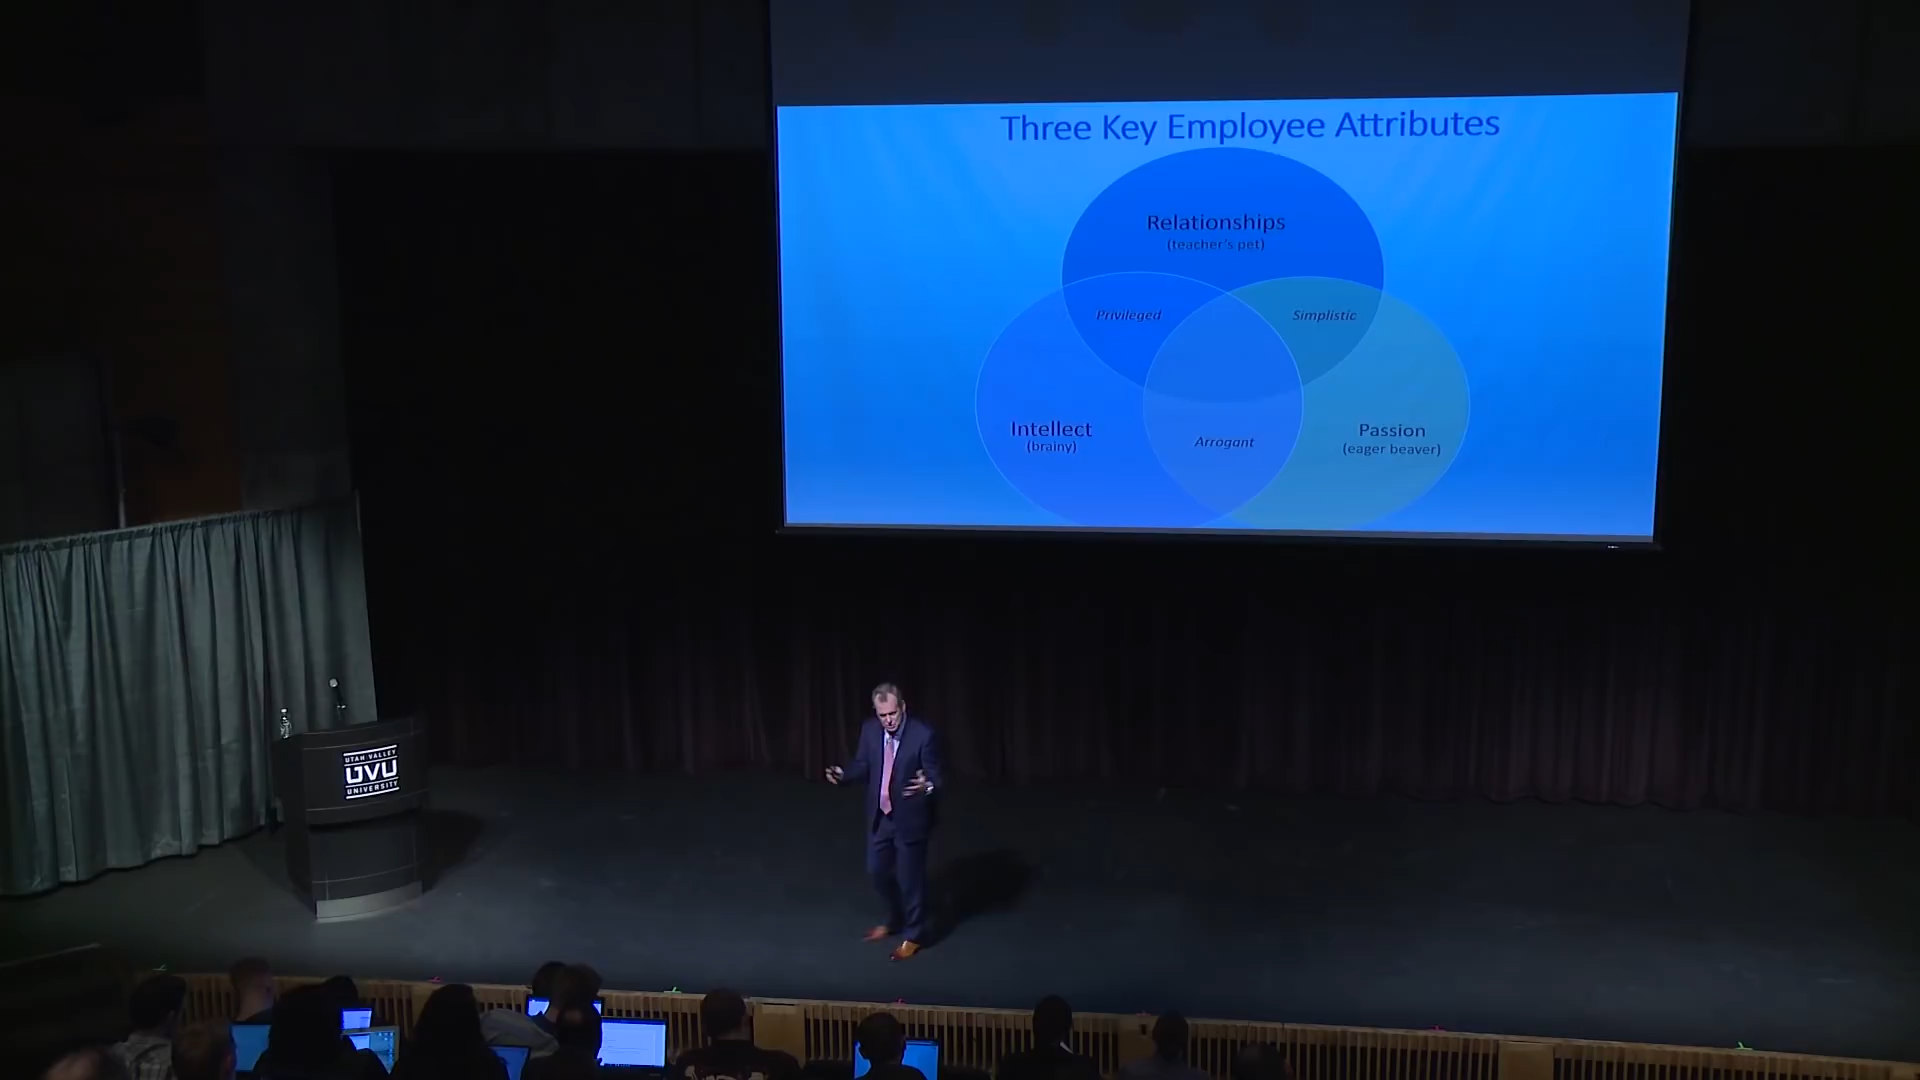 Three Key Employee Attributes
Relationships
(teacher's pet)
Privileged
Simplistic
Intellect
(brainy)
Arrogant
Passion
(eager beaver)
UTAH VALLEY
UVU
UNIVERSITY